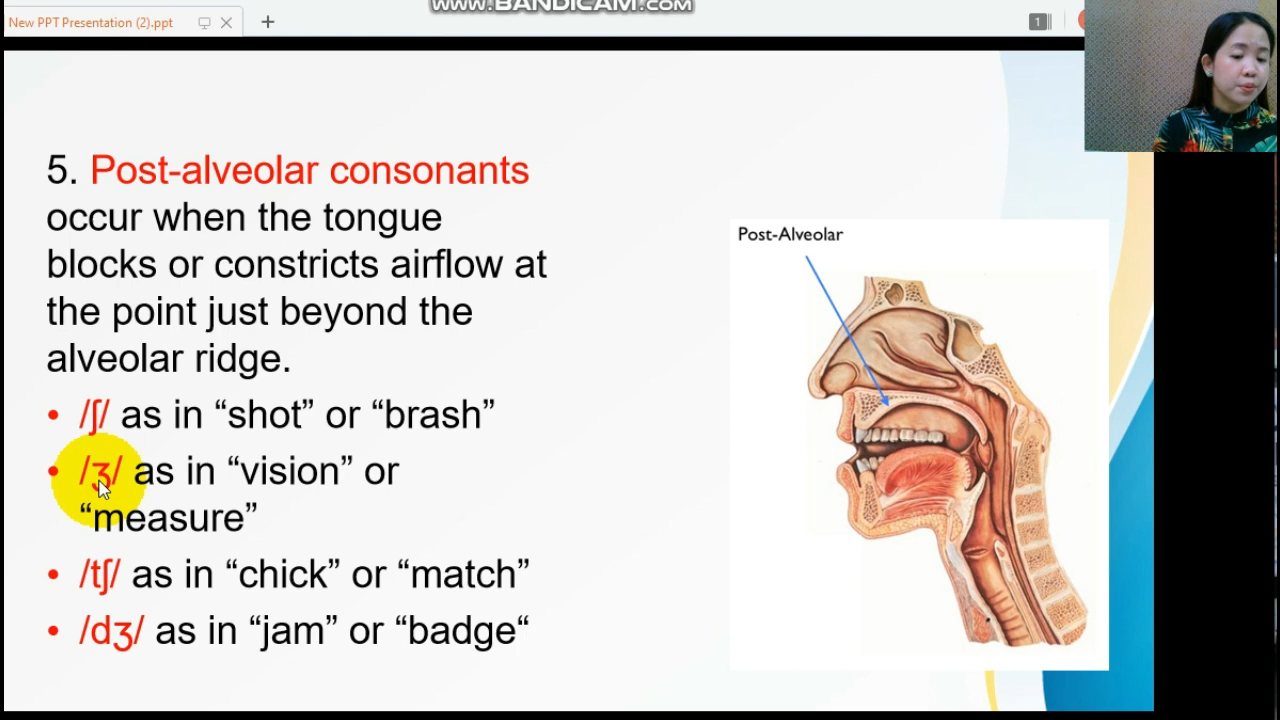 www.BANDICAM.com
New PPT Presentation (2).ppt
1
5. Post-alveolar consonants
occur when the tongue
blocks or constricts airflow at
the point just beyond the
alveolar ridge.
• /ʃ/ as in “shot” or “brash”
• /ʒ/ as in “vision” or
“measure”
• /tʃ/ as in “chick” or “match”
• /dʒ/ as in “jam” or “badge“
Post-Alveolar